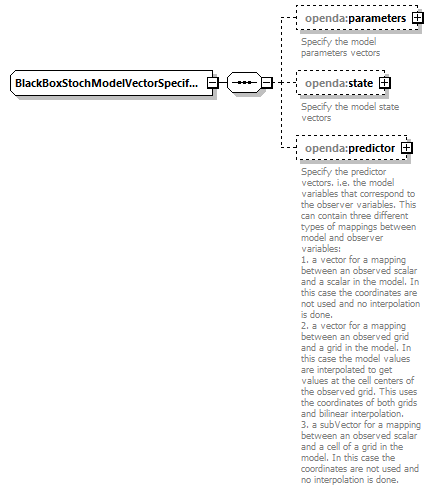 openda:parameters
Specify the model
parameters vectors
BlackBoxStochModelVectorSpecif...
openda:state
Specify the model state
vectors
openda:predictor
Specify the predictor
vectors. i.e. the model
variables that correspond to
the observer variables. This
can contain three different
types of mappings between
model and observer
variables:
1. a vector for a mapping
between an observed scalar
and a scalar in the model. In
this case the coordinates are
not used and no interpolation
is done.
2. a vector for a mapping
between an observed grid
and a grid in the model. In
this case the model values
are interpolated to get
values at the cell centers of
the observed grid. This uses
the coordinates of both grids
and bilinear interpolation.
3. a subVector for a mapping
between an observed scalar
and a cell of a grid in the
model. In this case the
coordinates are not used and
no interpolation is done.